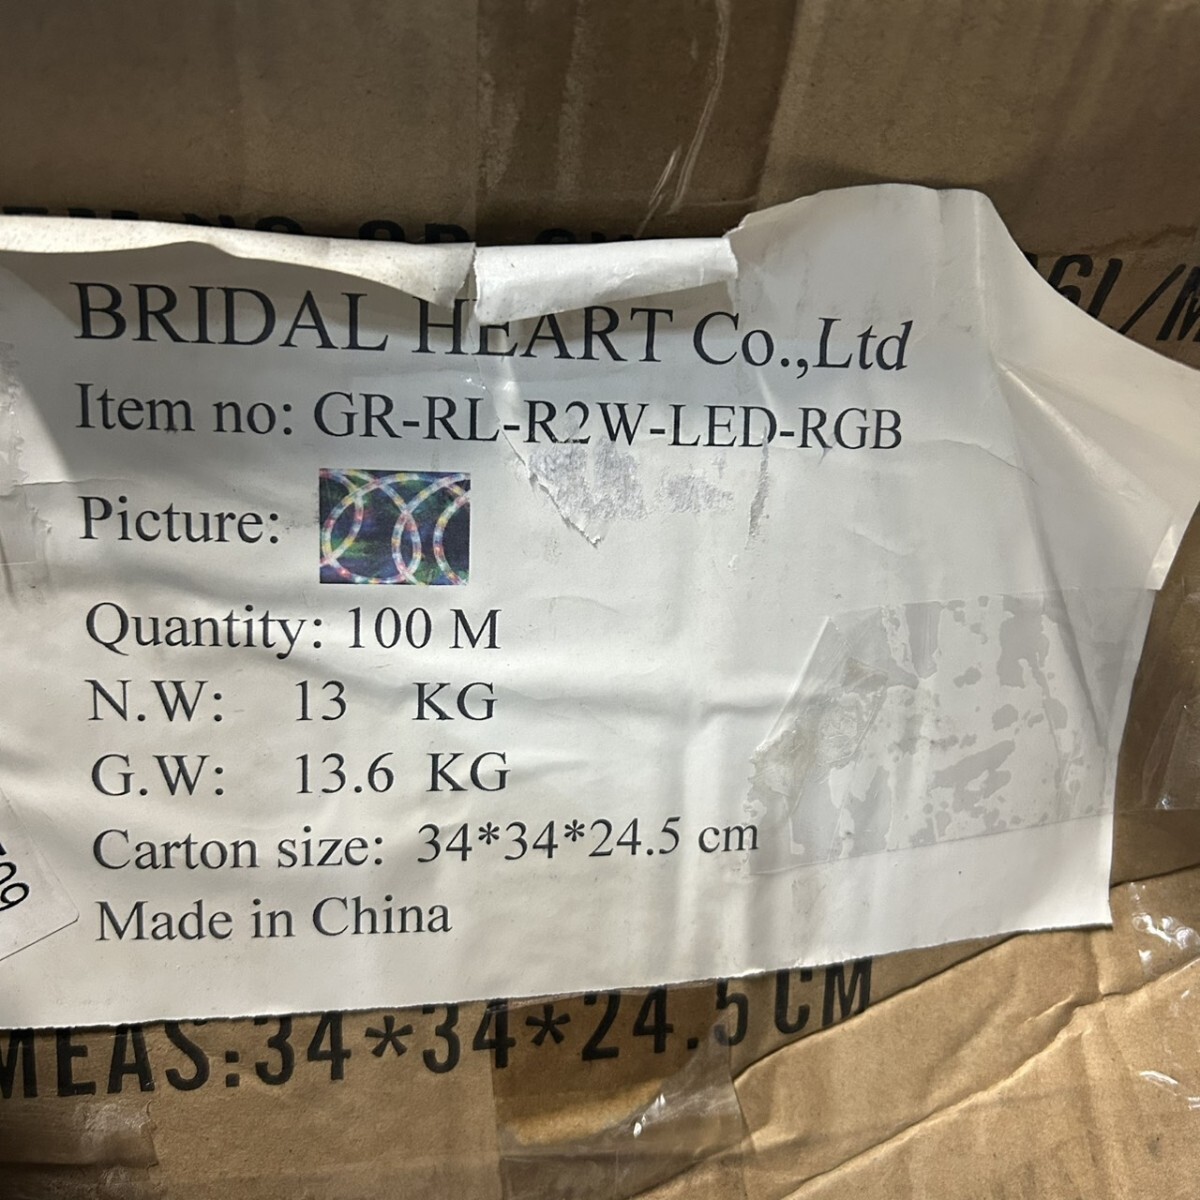 BRIDAL HEART Co.,Ltd
Item no: GR-RL-R2W-LED-RGB
Picture:
Quantity: 100 M
N.W: 13 KG
G.W: 13.6 KG
Carton size: 34*34*24.5 cm
Made in China
MEAS:34*34*24.5CM